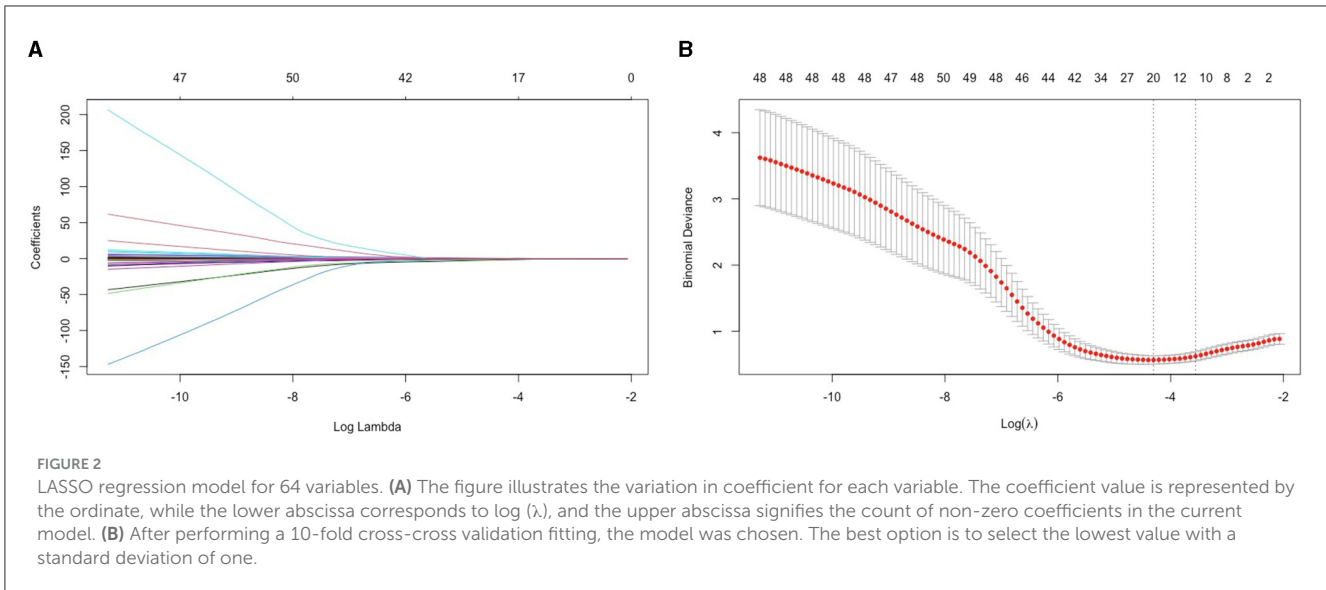 A
47 50 42 17 0
200
150
100
50
0
-50
-100
-150
Coefficients
-10 -8 -6 -4 -2
Log Lambda
B
48 48 48 48 48 47 48 50 49 48 46 44 42 34 27 20 12 10 8 2 2
4
3
2
1
Binomial Deviance
-10 -8 -6 -4 -2
Log(λ)
FIGURE 2
LASSO regression model for 64 variables. (A) The figure illustrates the variation in coefficient for each variable. The coefficient value is represented by
the ordinate, while the lower abscissa corresponds to log (λ), and the upper abscissa signifies the count of non-zero coefficients in the current
model. (B) After performing a 10-fold cross-cross validation fitting, the model was chosen. The best option is to select the lowest value with a
standard deviation of one.